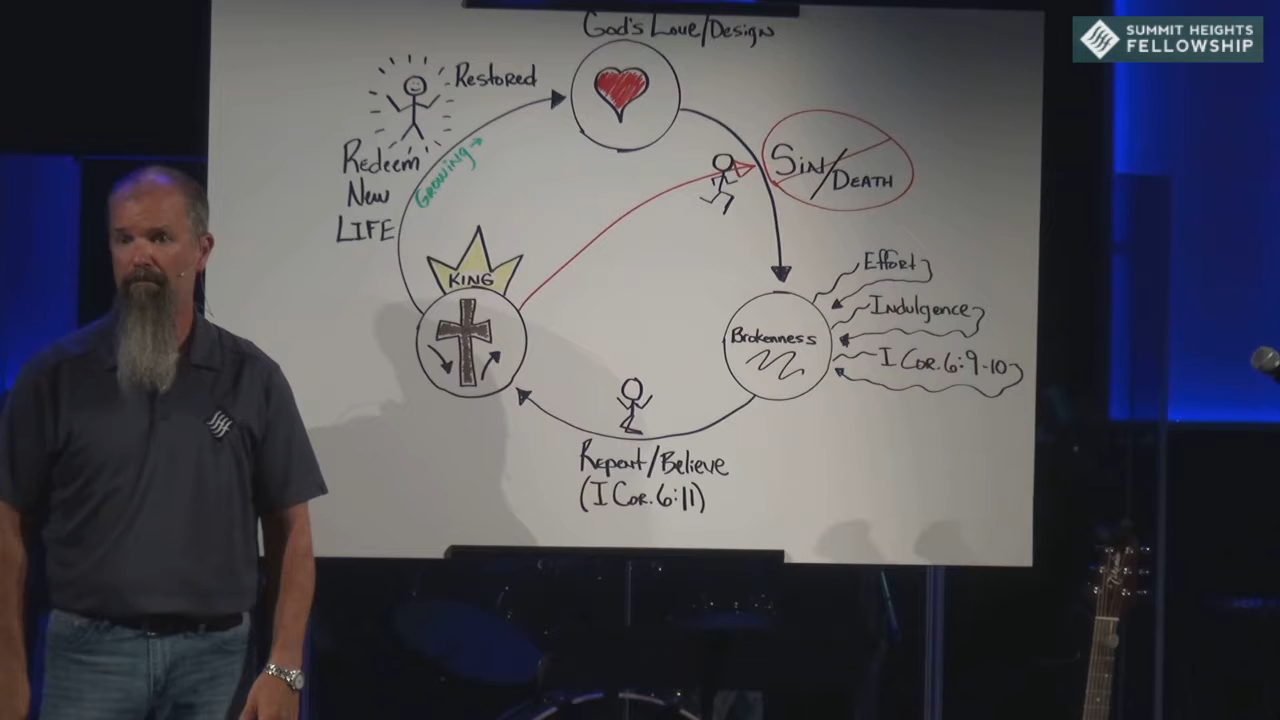 God's Love/Design
SUMMIT HEIGHTS
FELLOWSHIP
Restored
Redeem
New
LIFE
GROWING
SIN/DEATH
KING
Effort
Indulgence
I COR. 6:9-10
Brokenness
Repent/Believe
(I COR. 6:11)